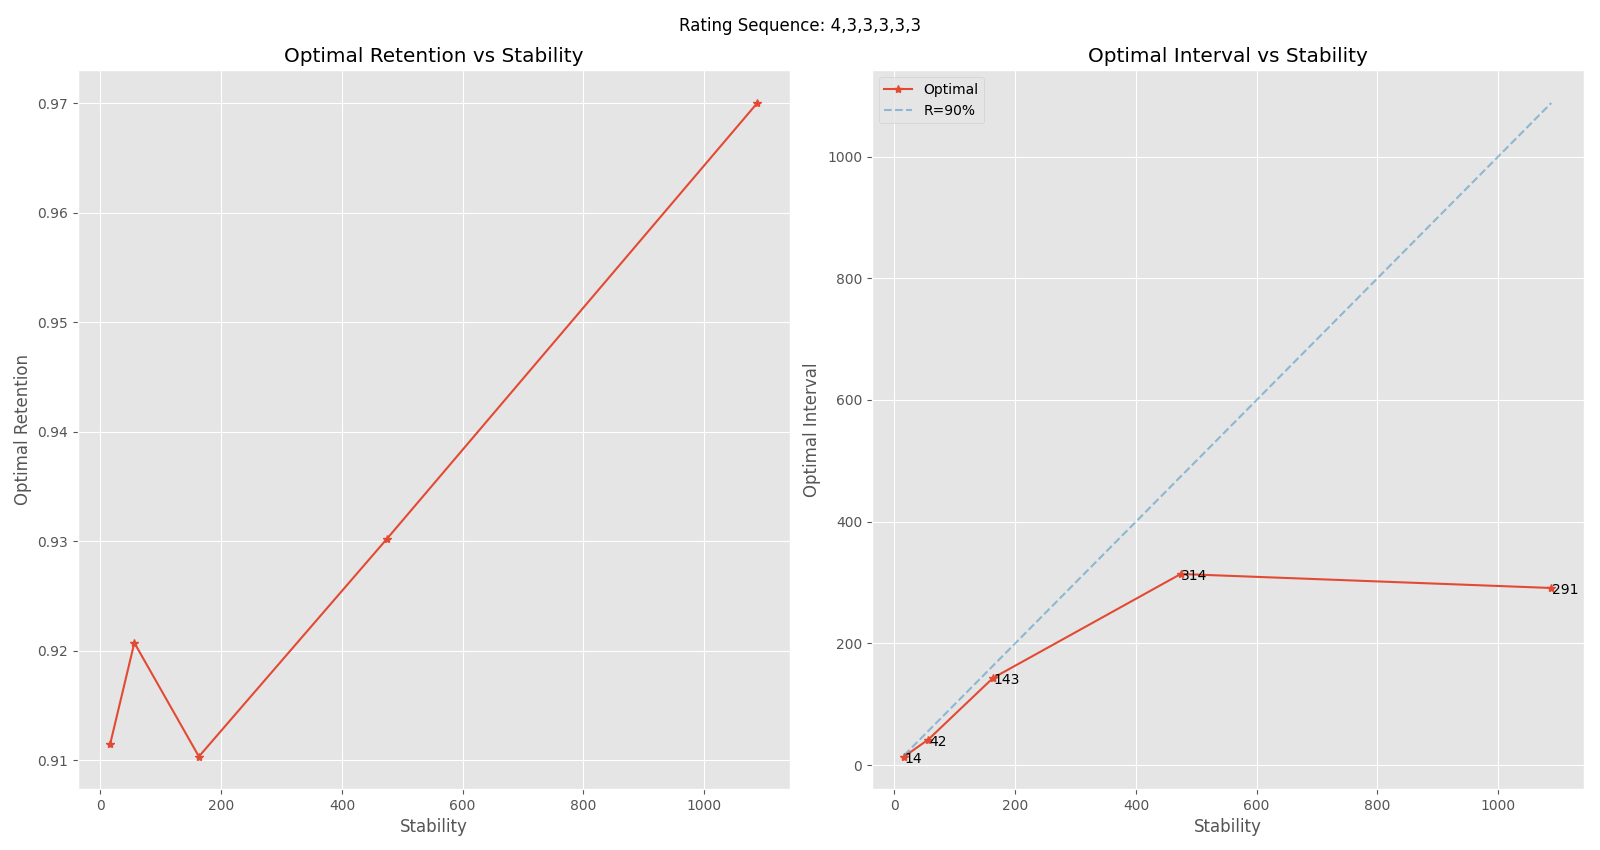 Rating Sequence: 4,3,3,3,3,3
Optimal Retention vs Stability
0.97
0.96
0.95
0.94
0.93
0.92
0.91
Optimal Retention
0 200 400 600 800 1000
Stability
Optimal Interval vs Stability
Optimal
R=90%
1000
800
600
400
200
0
Optimal Interval
14
42
143
314
291
0 200 400 600 800 1000
Stability